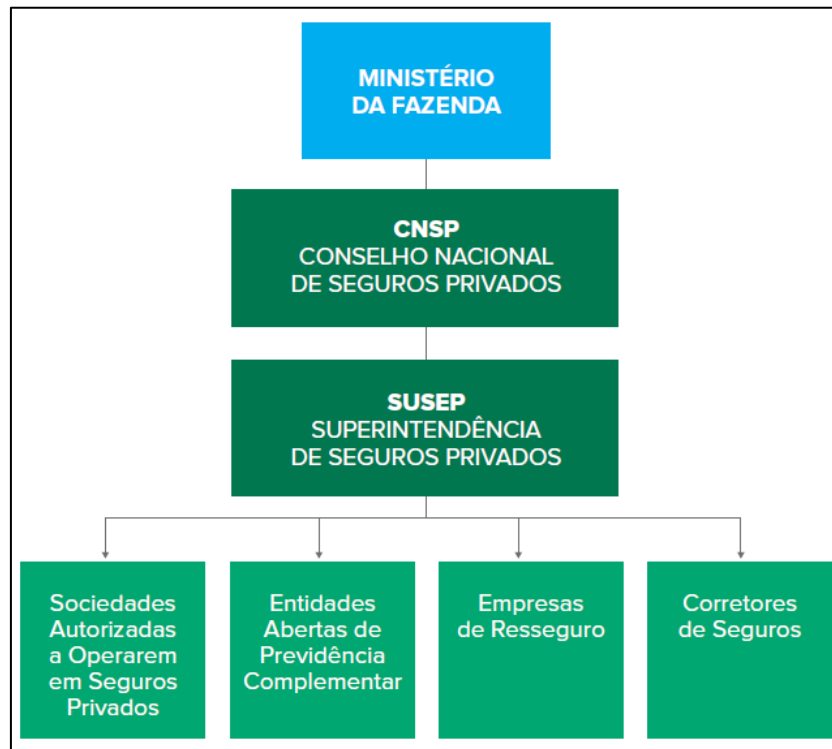 MINISTÉRIO
DA FAZENDA
CNSP
CONSELHO NACIONAL
DE SEGUROS PRIVADOS
SUSEP
SUPERINTENDÊNCIA
DE SEGUROS PRIVADOS
Sociedades
Autorizadas
a Operarem
em Seguros
Privados
Entidades
Abertas de
Previdência
Complementar
Empresas
de Resseguro
Corretores
de Seguros